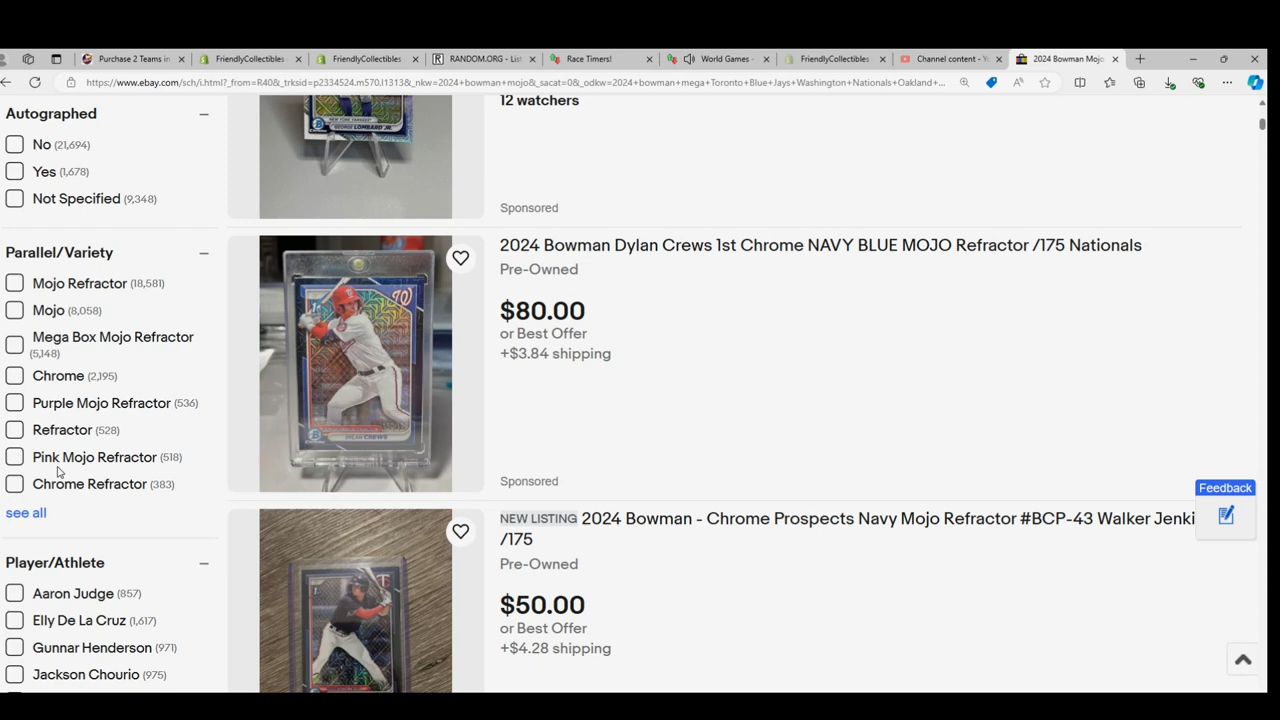 Purchase 2 Teams in
FriendlyCollectibles -
FriendlyCollectibles
RANDOM.ORG - List
Race Timers!
World Games -
FriendlyCollectibles
Channel content - Y
2024 Bowman Mojo
https://www.ebay.com/sch/i.html?_from=R40&_trksid=p2334524.m570.l1313&_nkw=2024+bowman+mojo&_sacat=0&_odkw=2024+bowman+mega+Toronto+Blue+Jays+Washington+Nationals+Oakland+...
Autographed
No (21,694)
Yes (1,678)
Not Specified (9,348)
Parallel/Variety
Mojo Refractor (18,581)
Mojo (8,058)
Mega Box Mojo Refractor
(5,148)
Chrome (2,195)
Purple Mojo Refractor (536)
Refractor (528)
Pink Mojo Refractor (518)
Chrome Refractor (383)
see all
Player/Athlete
Aaron Judge (857)
Elly De La Cruz (1,617)
Gunnar Henderson (971)
Jackson Chourio (975)
GEORGE LOMBARD JR.
12 watchers
Sponsored
2024 Bowman Dylan Crews 1st Chrome NAVY BLUE MOJO Refractor /175 Nationals
Pre-Owned
$80.00
or Best Offer
+$3.84 shipping
DYLAN CREWS
Sponsored
NEW LISTING 2024 Bowman - Chrome Prospects Navy Mojo Refractor #BCP-43 Walker Jenki
/175
Pre-Owned
$50.00
or Best Offer
+$4.28 shipping
Feedback